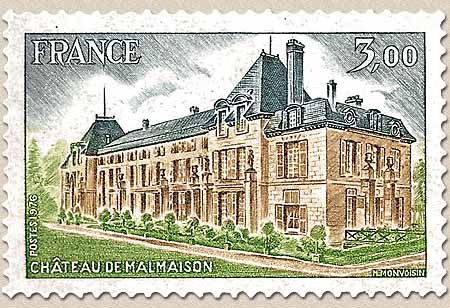 FRANCE
3,00
POSTES 1976
CHÂTEAU DE MALMAISON
M. MONVOISIN